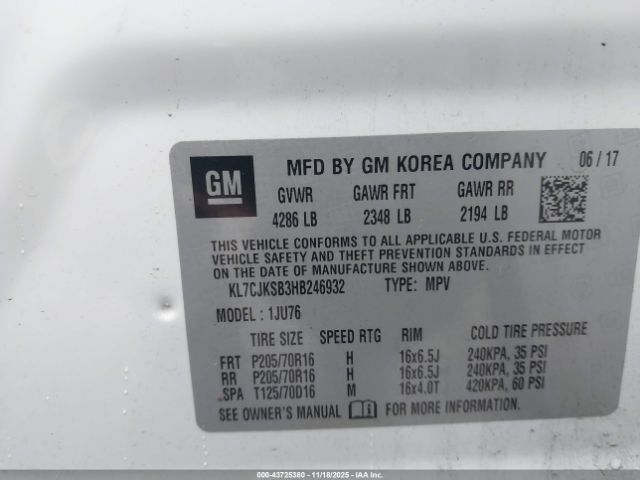 GM
MFD BY GM KOREA COMPANY 06 / 17
GVWR GAWR FRT GAWR RR
4286 LB 2348 LB 2194 LB
THIS VEHICLE CONFORMS TO ALL APPLICABLE U.S. FEDERAL MOTOR
VEHICLE SAFETY AND THEFT PREVENTION STANDARDS IN EFFECT
ON THE DATE OF MANUFACTURE SHOWN ABOVE.
KL7CJKSB3HB246932 TYPE: MPV
MODEL : 1JU76
TIRE SIZE SPEED RTG RIM COLD TIRE PRESSURE
FRT P205/70R16 H 16x6.5J 240KPA, 35 PSI
RR P205/70R16 H 16x6.5J 240KPA, 35 PSI
SPA T125/70D16 M 16x4.0T 420KPA, 60 PSI
SEE OWNER'S MANUAL FOR MORE INFORMATION.
000-43725380 - 11/18/2025 - IAAI.COM